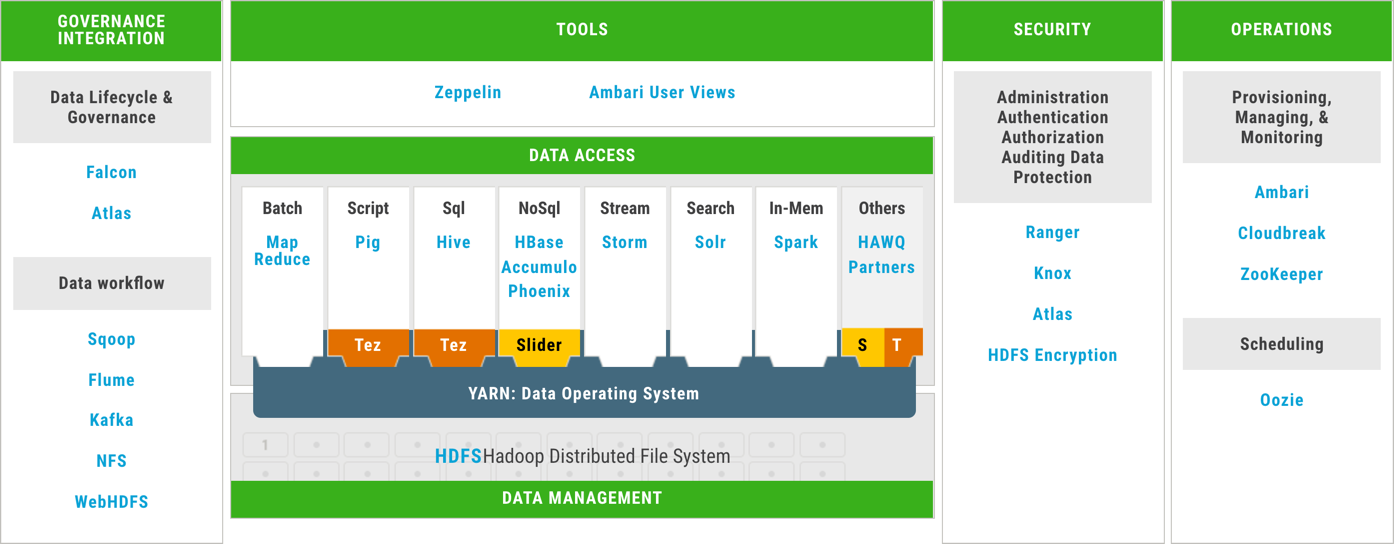 GOVERNANCE
INTEGRATION
Data Lifecycle &
Governance
Falcon
Atlas
Data workflow
Sqoop
Flume
Kafka
NFS
WebHDFS
TOOLS
Zeppelin
Ambari User Views
DATA ACCESS
Batch
Map
Reduce
Script
Pig
Tez
Sql
Hive
Tez
NoSql
HBase
Accumulo
Phoenix
Slider
Stream
Storm
Search
Solr
In-Mem
Spark
Others
HAWQ
Partners
S T
YARN: Data Operating System
1
HDFSHadoop Distributed File System
DATA MANAGEMENT
SECURITY
Administration
Authentication
Authorization
Auditing Data
Protection
Ranger
Knox
Atlas
HDFS Encryption
OPERATIONS
Provisioning,
Managing, &
Monitoring
Ambari
Cloudbreak
ZooKeeper
Scheduling
Oozie